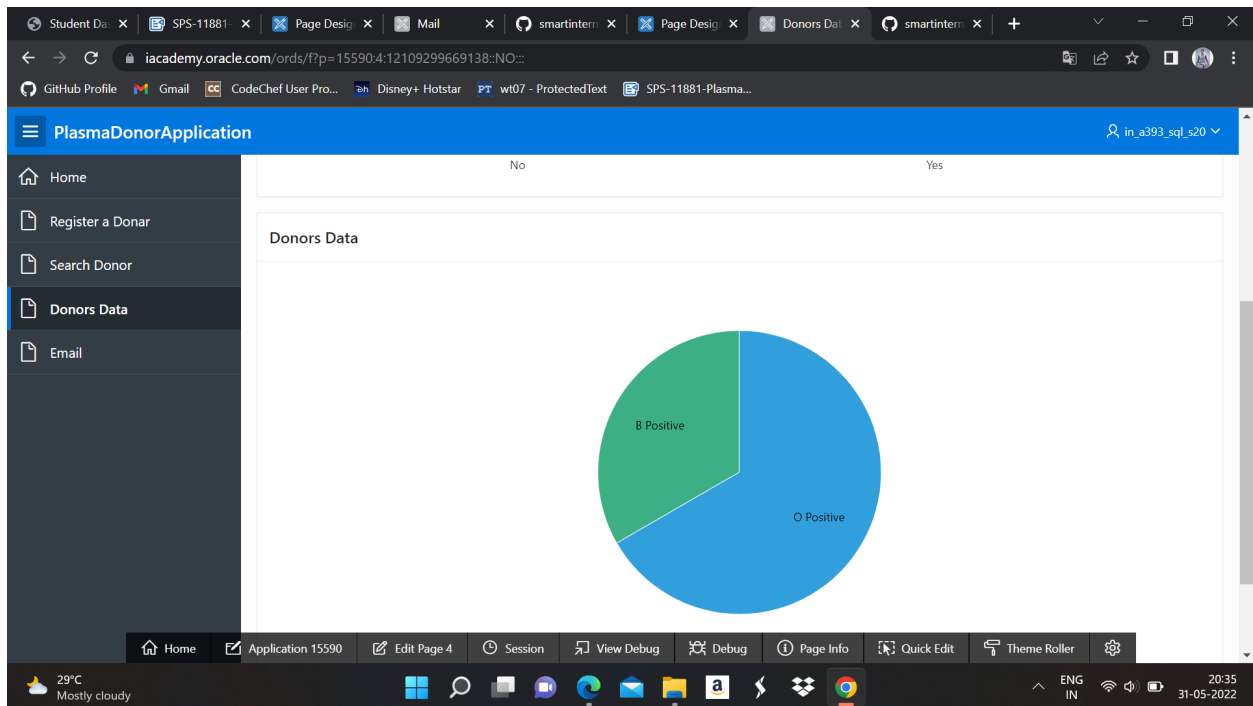 Student Da: SPS-11881- Page Desig Mail smartintern Page Desig Donors Dat smartintern
iacademy.oracle.com/ords/f?p=15590:4:12109299669138::NO:::
GitHub Profile Gmail CC CodeChef User Pro... Disney+ Hotstar PT wt07 - ProtectedText SPS-11881-Plasma...
PlasmaDonorApplication in_a393_sql_s20
No Yes
Home
Register a Donar
Search Donor
Donors Data
Email
Donors Data
B Positive
O Positive
Home Application 15590 Edit Page 4 Session View Debug Debug Page Info Quick Edit Theme Roller
29°C
Mostly cloudy
a
ENG
IN
20:35
31-05-2022